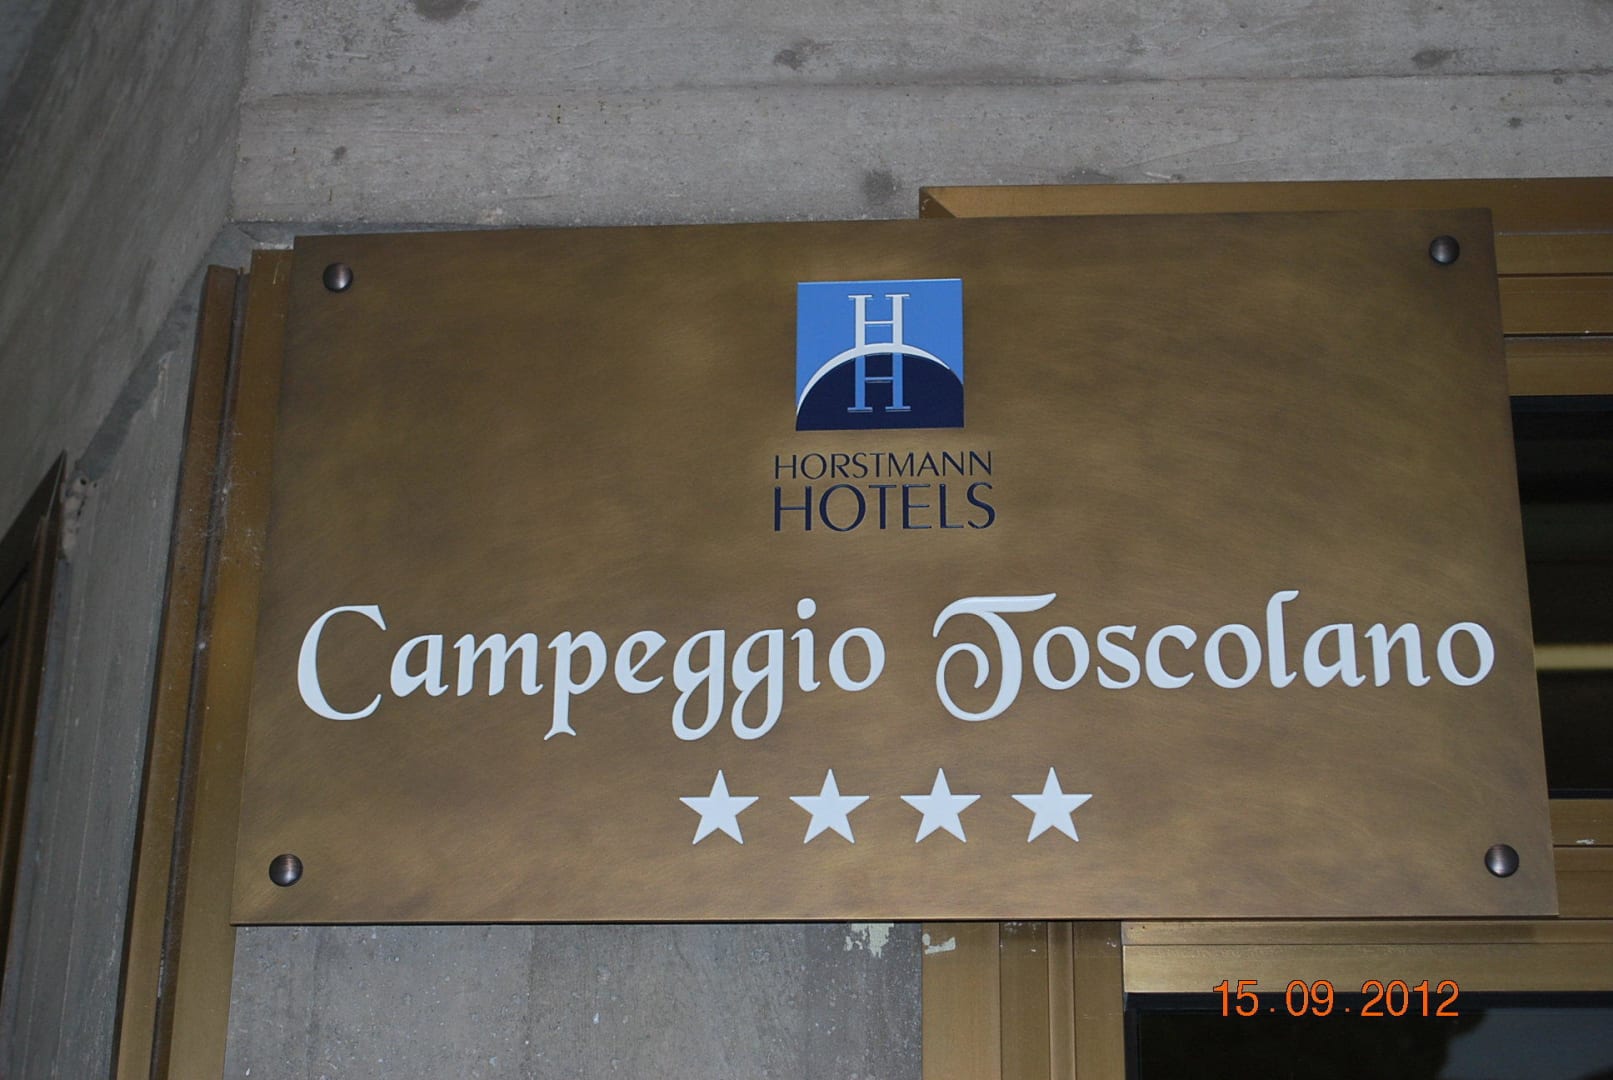 H
H
HORSTMANN
HOTELS
Campeggio Toscolano
15.09.2012